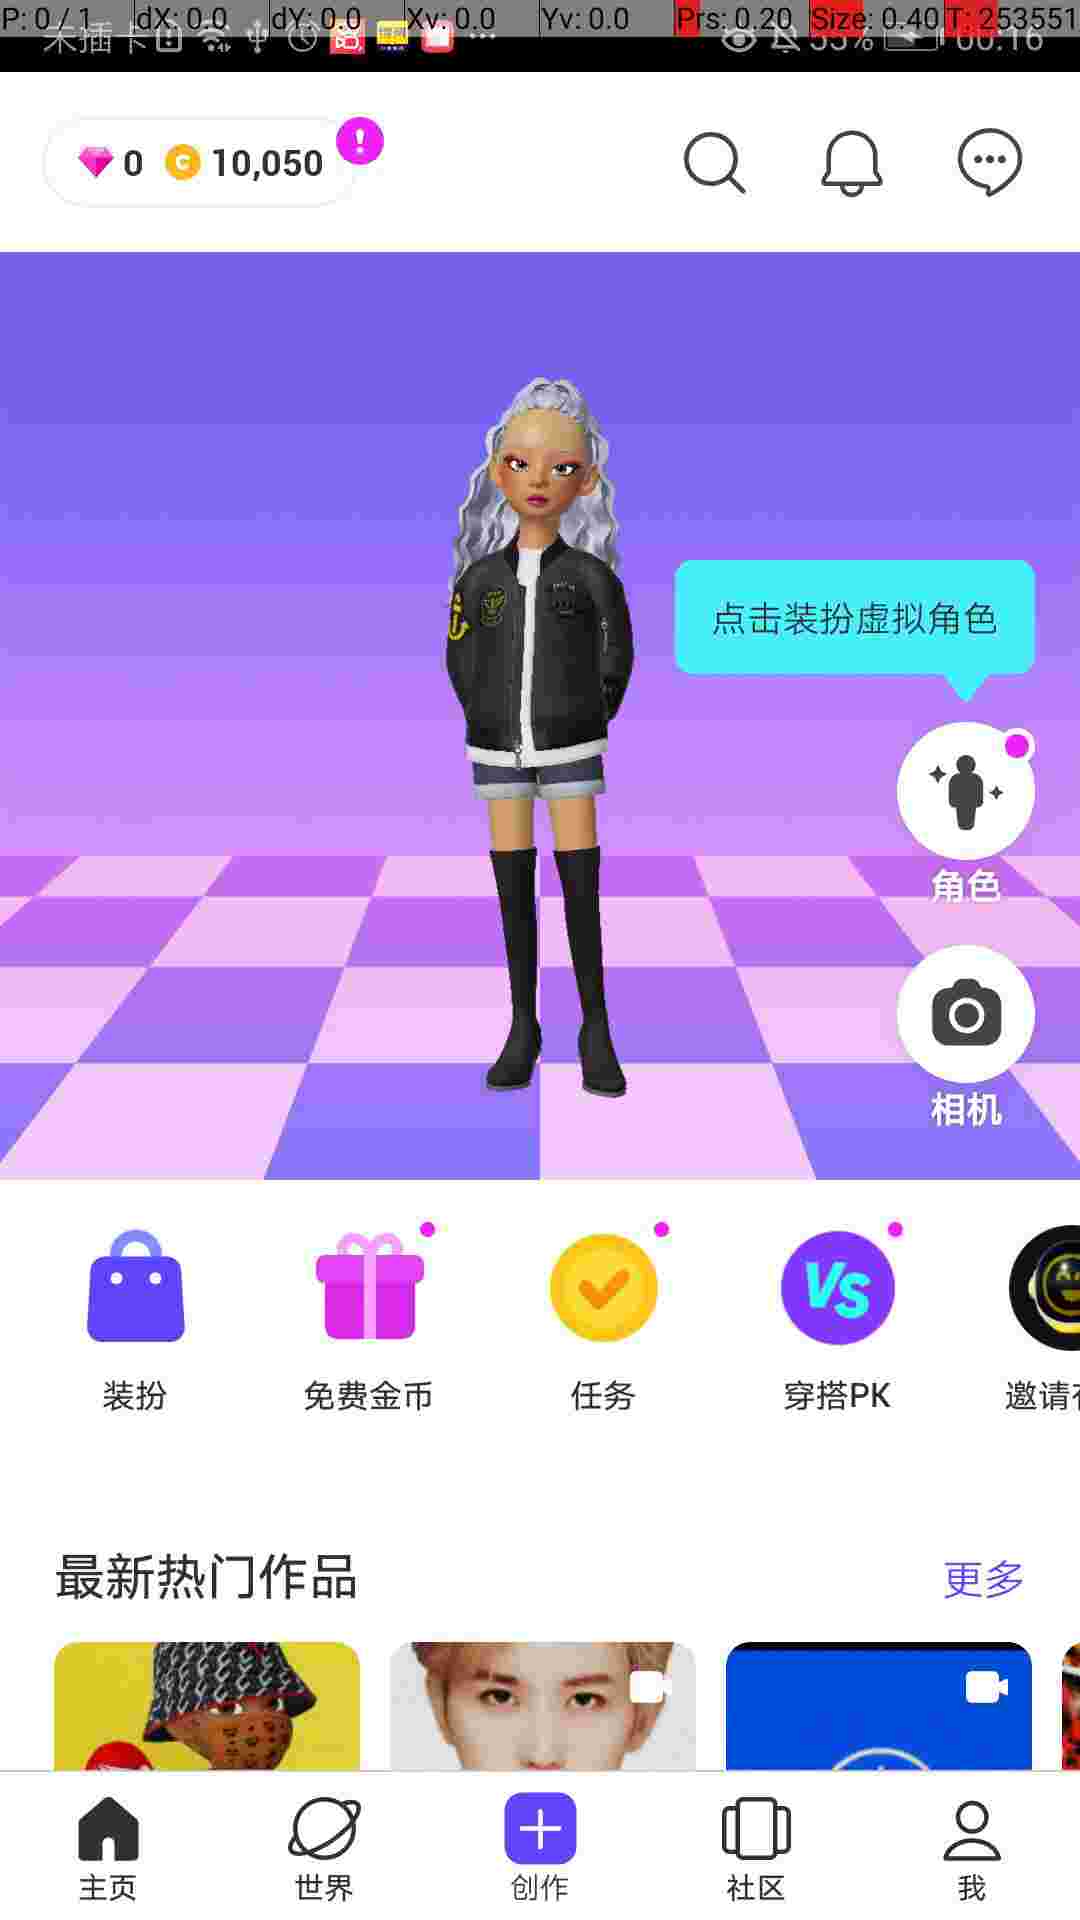 P: 0 / 1 dX: 0.0 dY: 0.0 Xv: 0.0 Yv: 0.0 Prs: 0.20 Size: 0.40 T: 253551
未插卡 53% 00:16
0 10,050
点击装扮虚拟角色
角色
相机
VS
装扮 免费金币 任务 穿搭PK 邀请
最新热门作品 更多
主页 世界 创作 社区 我